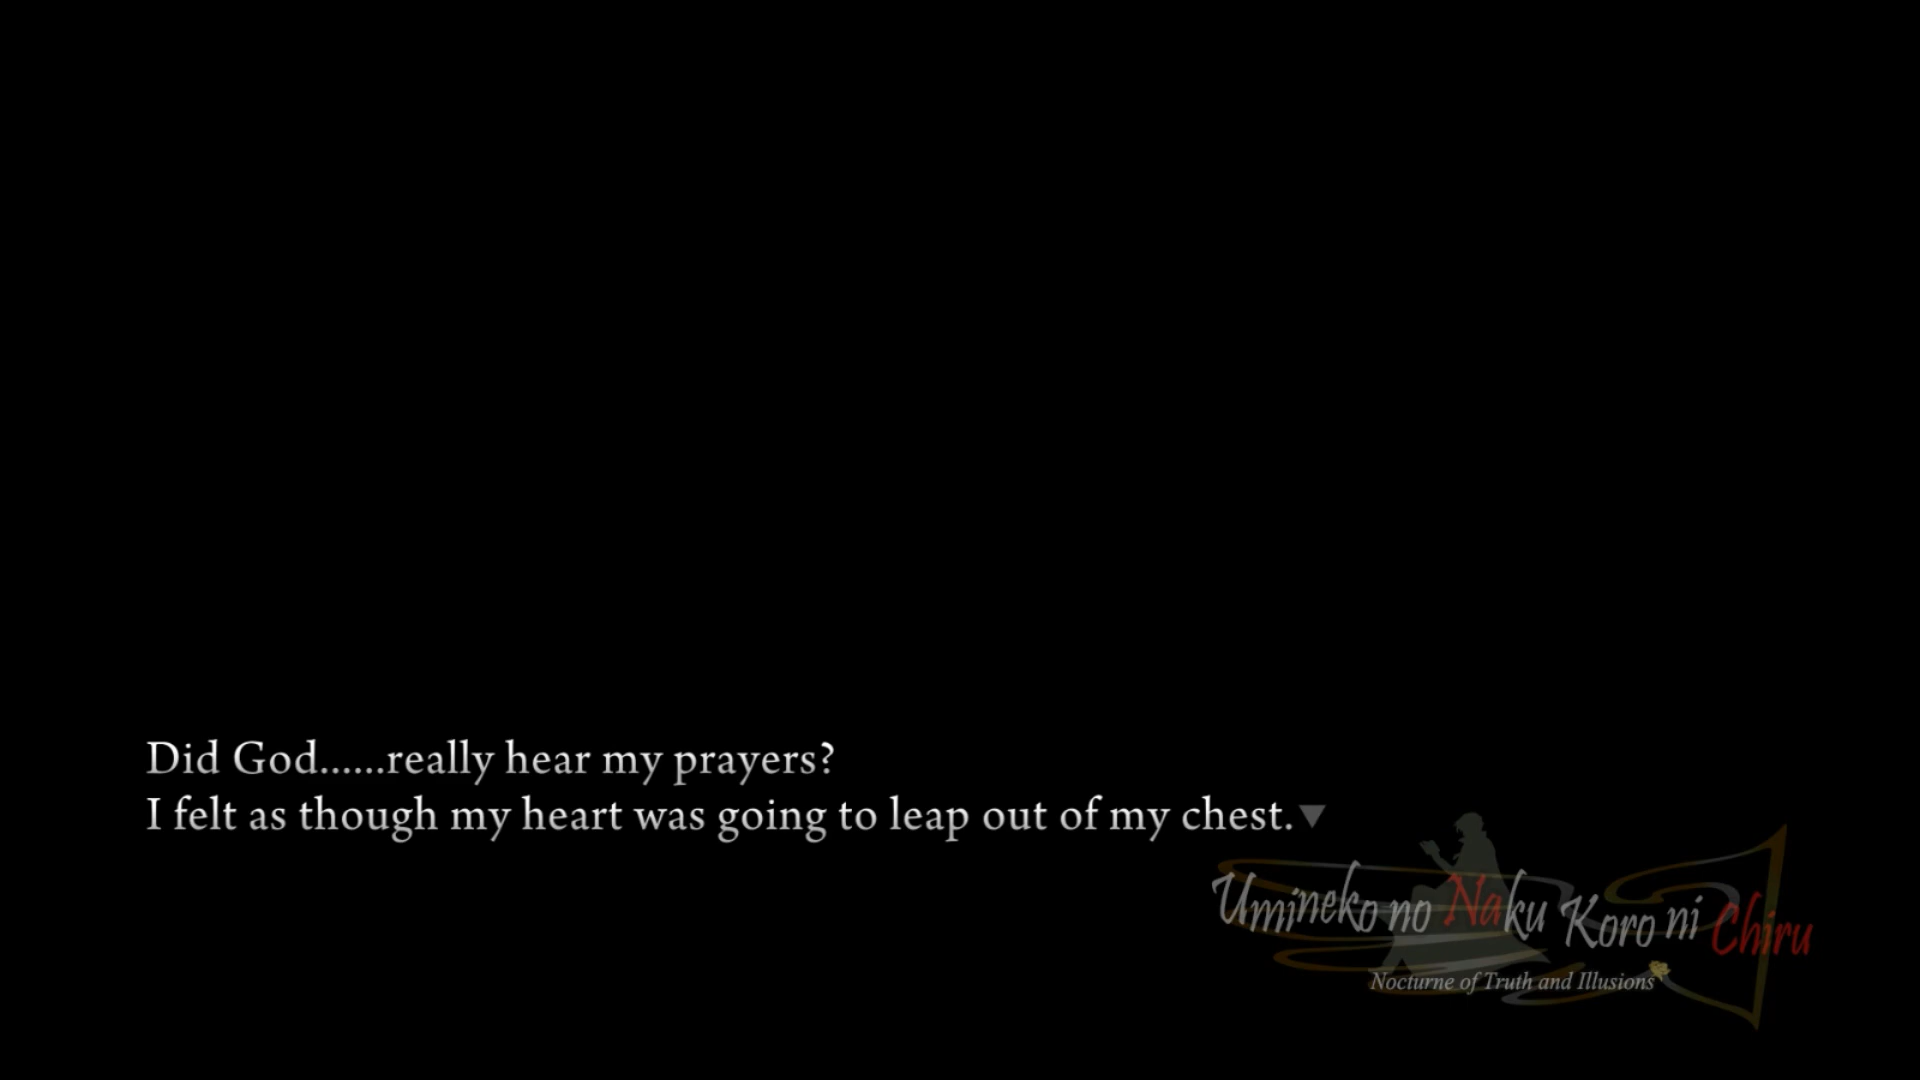 Did God......really hear my prayers?
I felt as though my heart was going to leap out of my chest.
Umineko no Naku Koro ni Chiru
Nocturne of Truth and Illusions